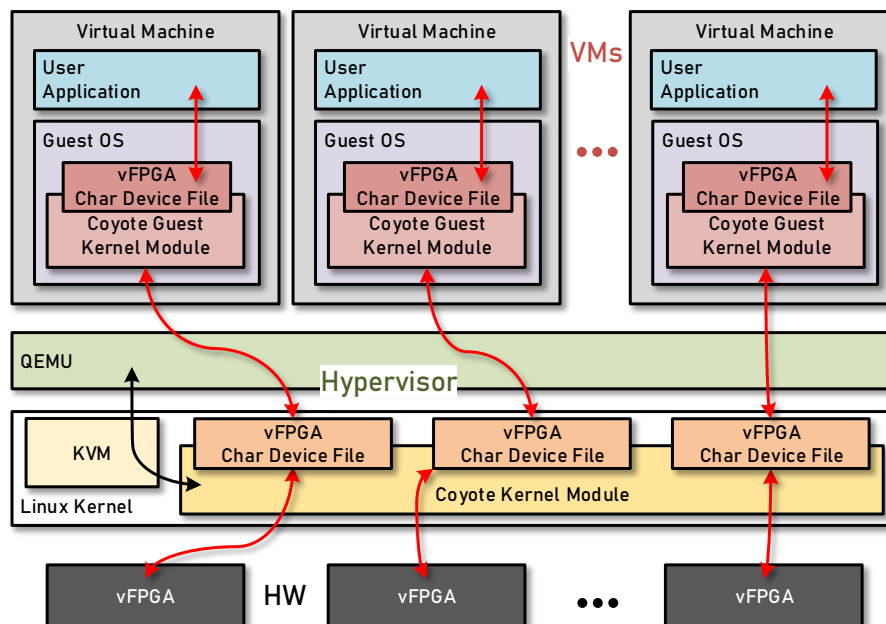 Virtual Machine
User
Application
Guest OS
vFPGA
Char Device File
Coyote Guest
Kernel Module
Virtual Machine
User
Application
Guest OS
vFPGA
Char Device File
Coyote Guest
Kernel Module
VMs
...
Virtual Machine
User
Application
Guest OS
vFPGA
Char Device File
Coyote Guest
Kernel Module
QEMU
Hypervisor
KVM
Linux Kernel
vFPGA
Char Device File
vFPGA
Char Device File
vFPGA
Char Device File
Coyote Kernel Module
vFPGA
HW
vFPGA
...
vFPGA